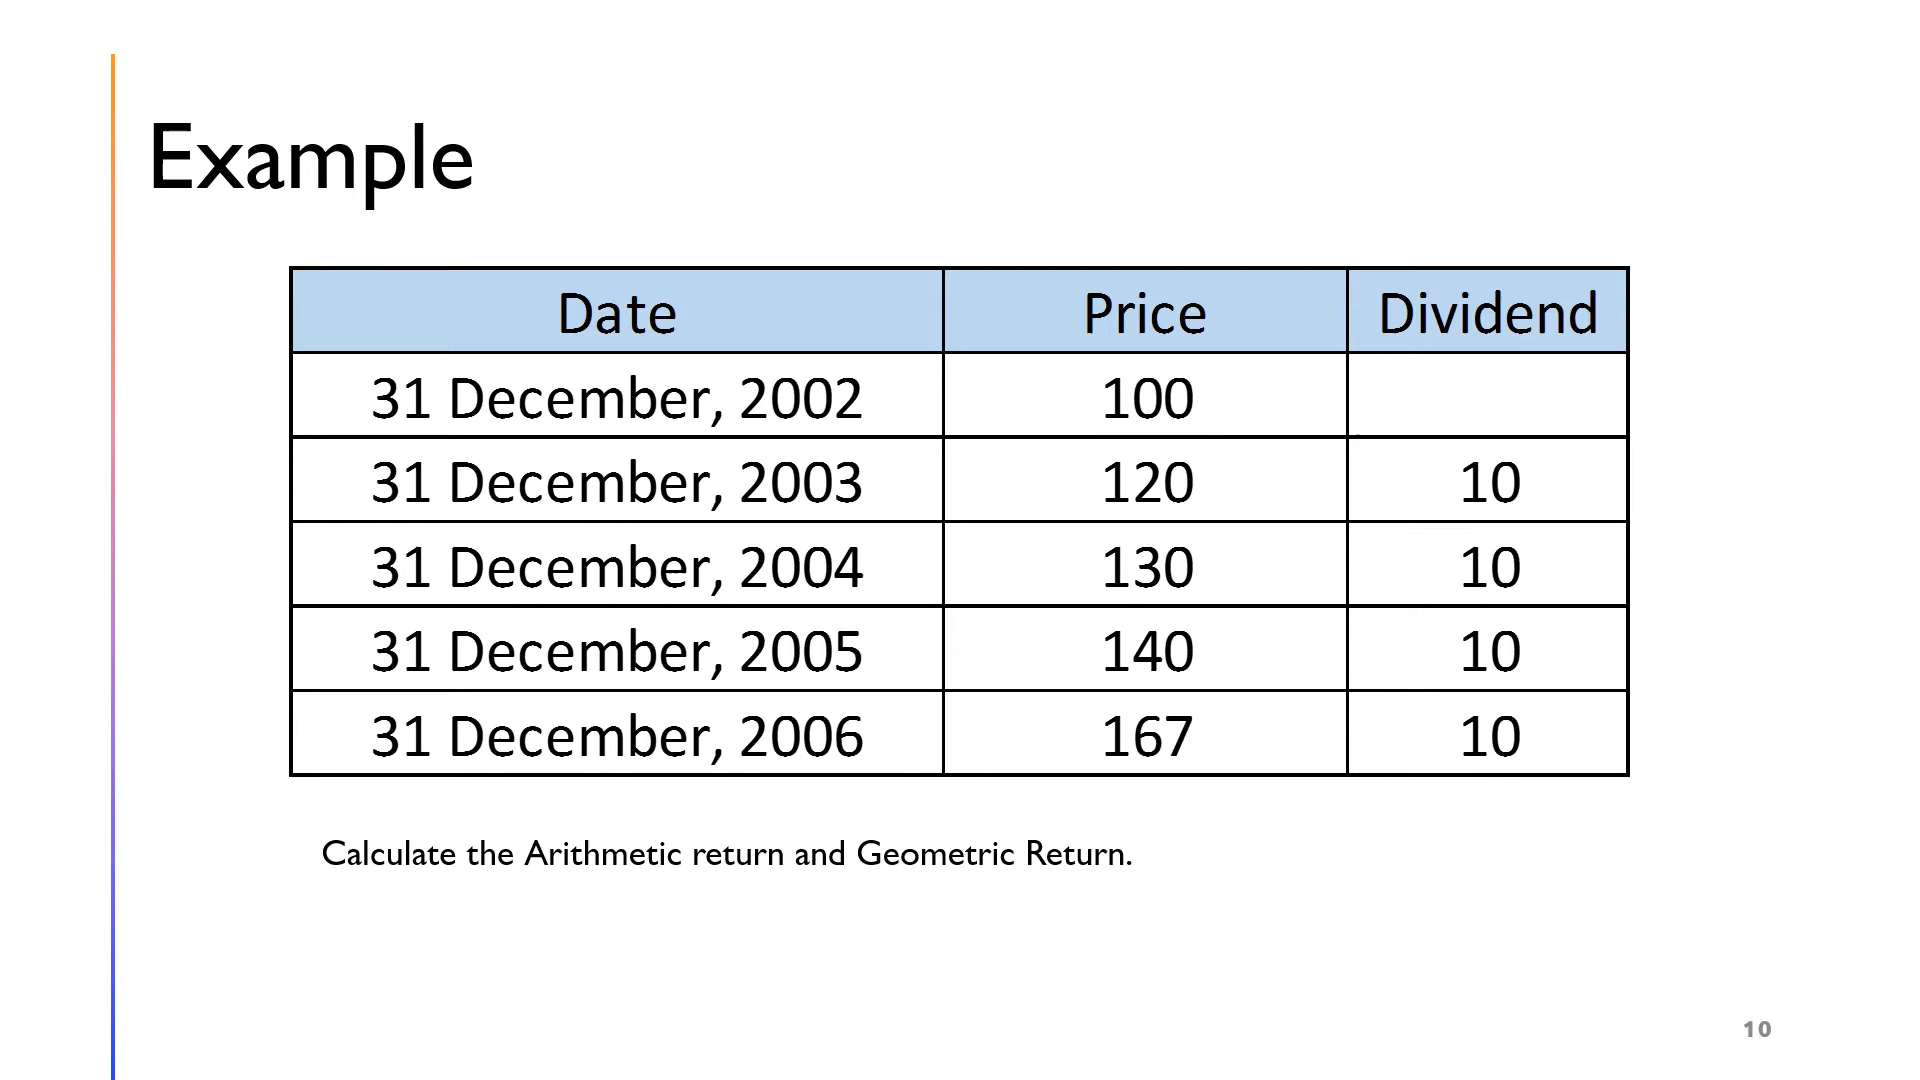 Example
Date Price Dividend
31 December, 2002 100
31 December, 2003 120 10
31 December, 2004 130 10
31 December, 2005 140 10
31 December, 2006 167 10
Calculate the Arithmetic return and Geometric Return.
10